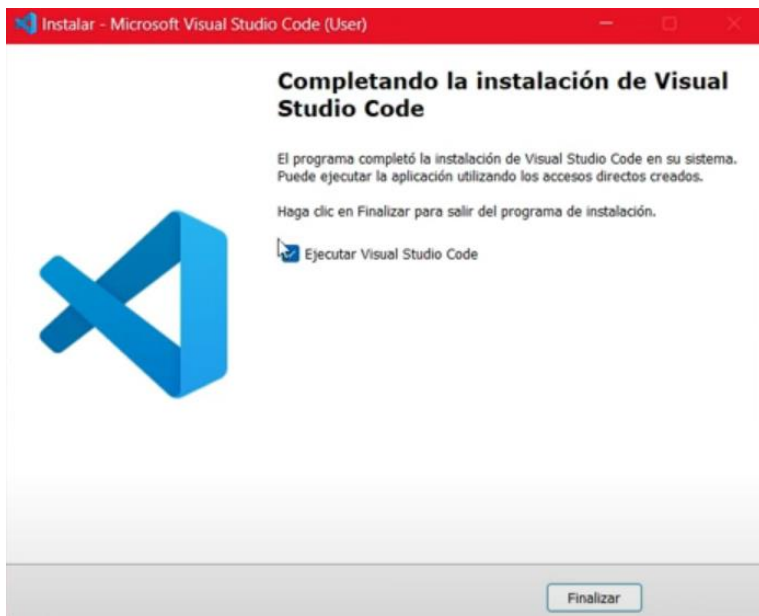 Instalar - Microsoft Visual Studio Code (User)
Completando la instalación de Visual
Studio Code
El programa completó la instalación de Visual Studio Code en su sistema.
Puede ejecutar la aplicación utilizando los accesos directos creados.
Haga clic en Finalizar para salir del programa de instalación.
Ejecutar Visual Studio Code
Finalizar